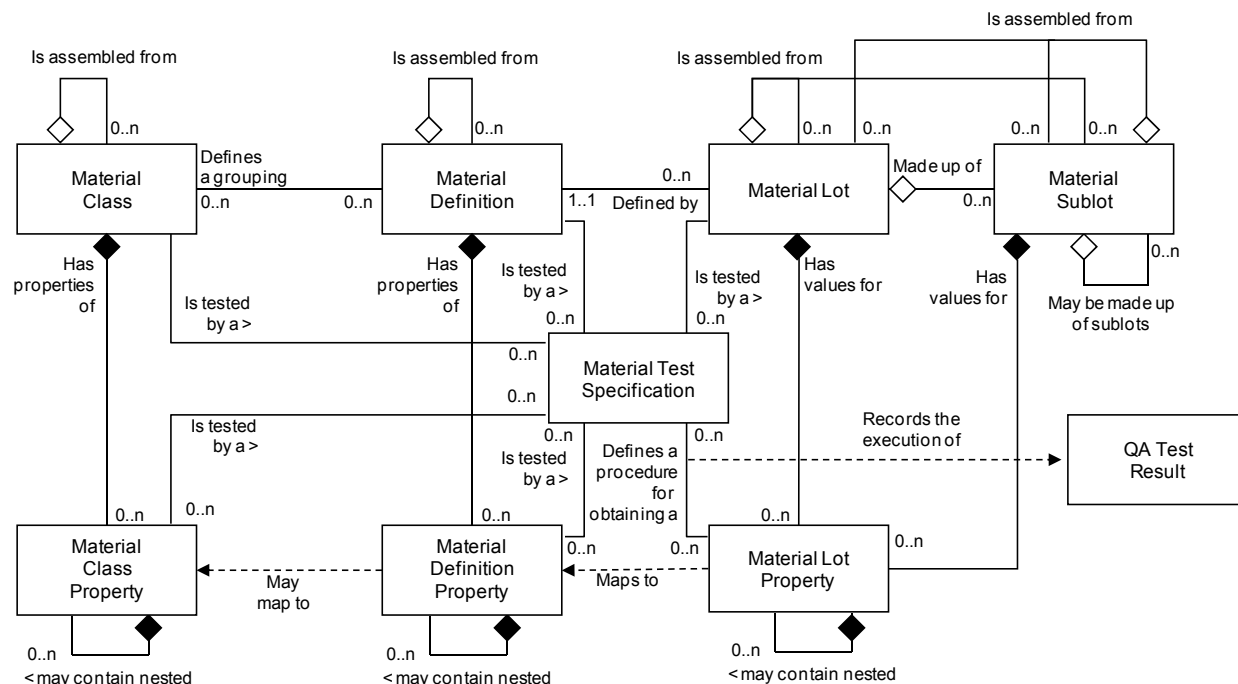 Is assembled from
Is assembled from
Is assembled from
Is assembled from
0..n
0..n
0..n
0..n
0..n
0..n
Material
Class
Defines
a grouping
0..n
0..n
Material
Definition
0..n
1..1
Defined by
Material Lot
Made up of
0..n
Material
Sublot
Has
properties
of
Is tested
by a >
Has
properties
of
Is tested
by a >
0..n
Is tested
by a >
0..n
Has
values for
Has
values for
0..n
May be made up
of sublots
0..n
Material Test
Specification
0..n
Is tested
by a >
0..n
Is tested
by a >
0..n
Defines a
procedure
for
obtaining a
Records the
execution of
QA Test
Result
0..n
0..n
0..n
0..n
0..n
0..n
0..n
Material
Class
Property
May
map to
Material
Definition
Property
Maps to
Material Lot
Property
0..n
< may contain nested
0..n
< may contain nested
0..n
< may contain nested